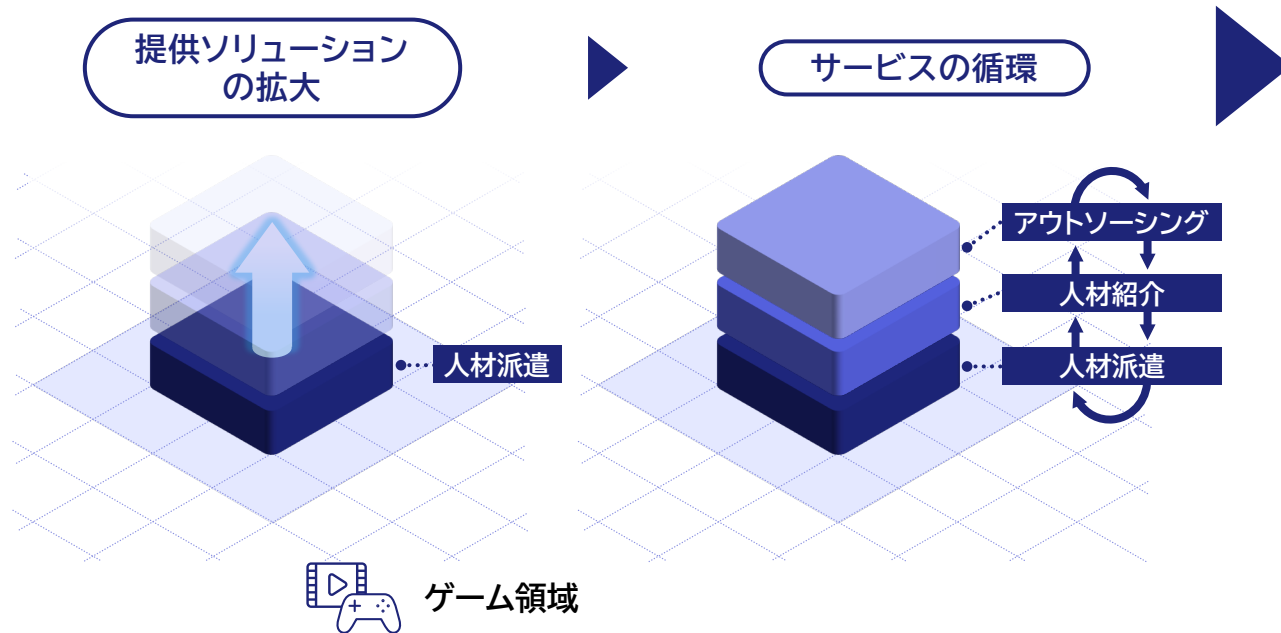 提供ソリューション
の拡大
サービスの循環
人材派遣
アウトソーシング
人材紹介
人材派遣
ゲーム領域